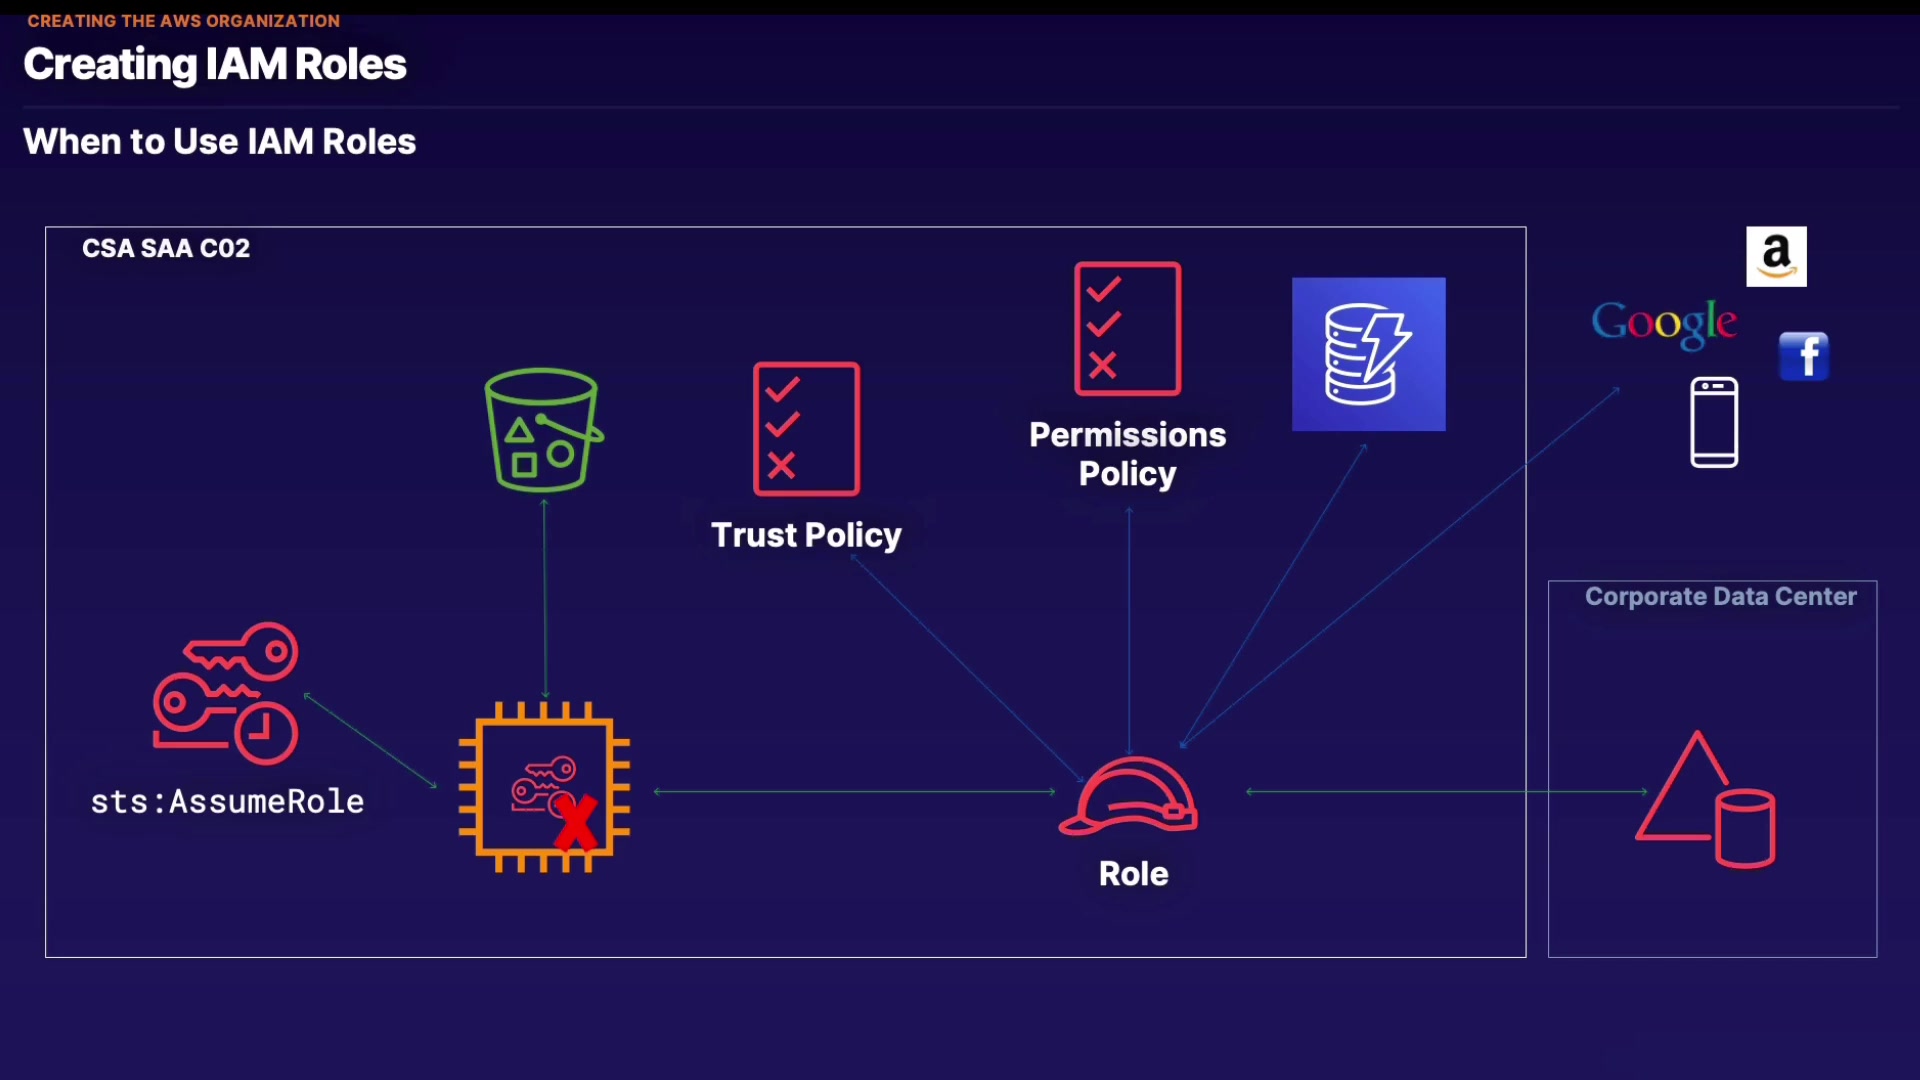 CREATING THE AWS ORGANIZATION
Creating IAM Roles
When to Use IAM Roles
CSA SAA C02
a
Google
f
Permissions
Policy
Trust Policy
Corporate Data Center
sts:AssumeRole
Role